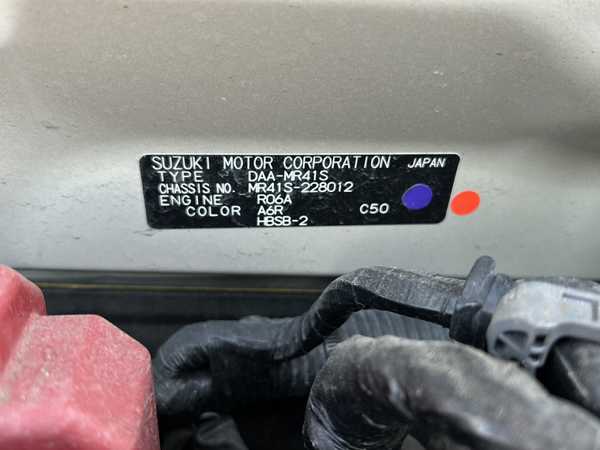 SUZUKI MOTOR CORPORATION JAPAN
TYPE DAA-MR41S
CHASSIS NO. MR41S-228012
ENGINE R06A
COLOR A6R C50
HBSB-2